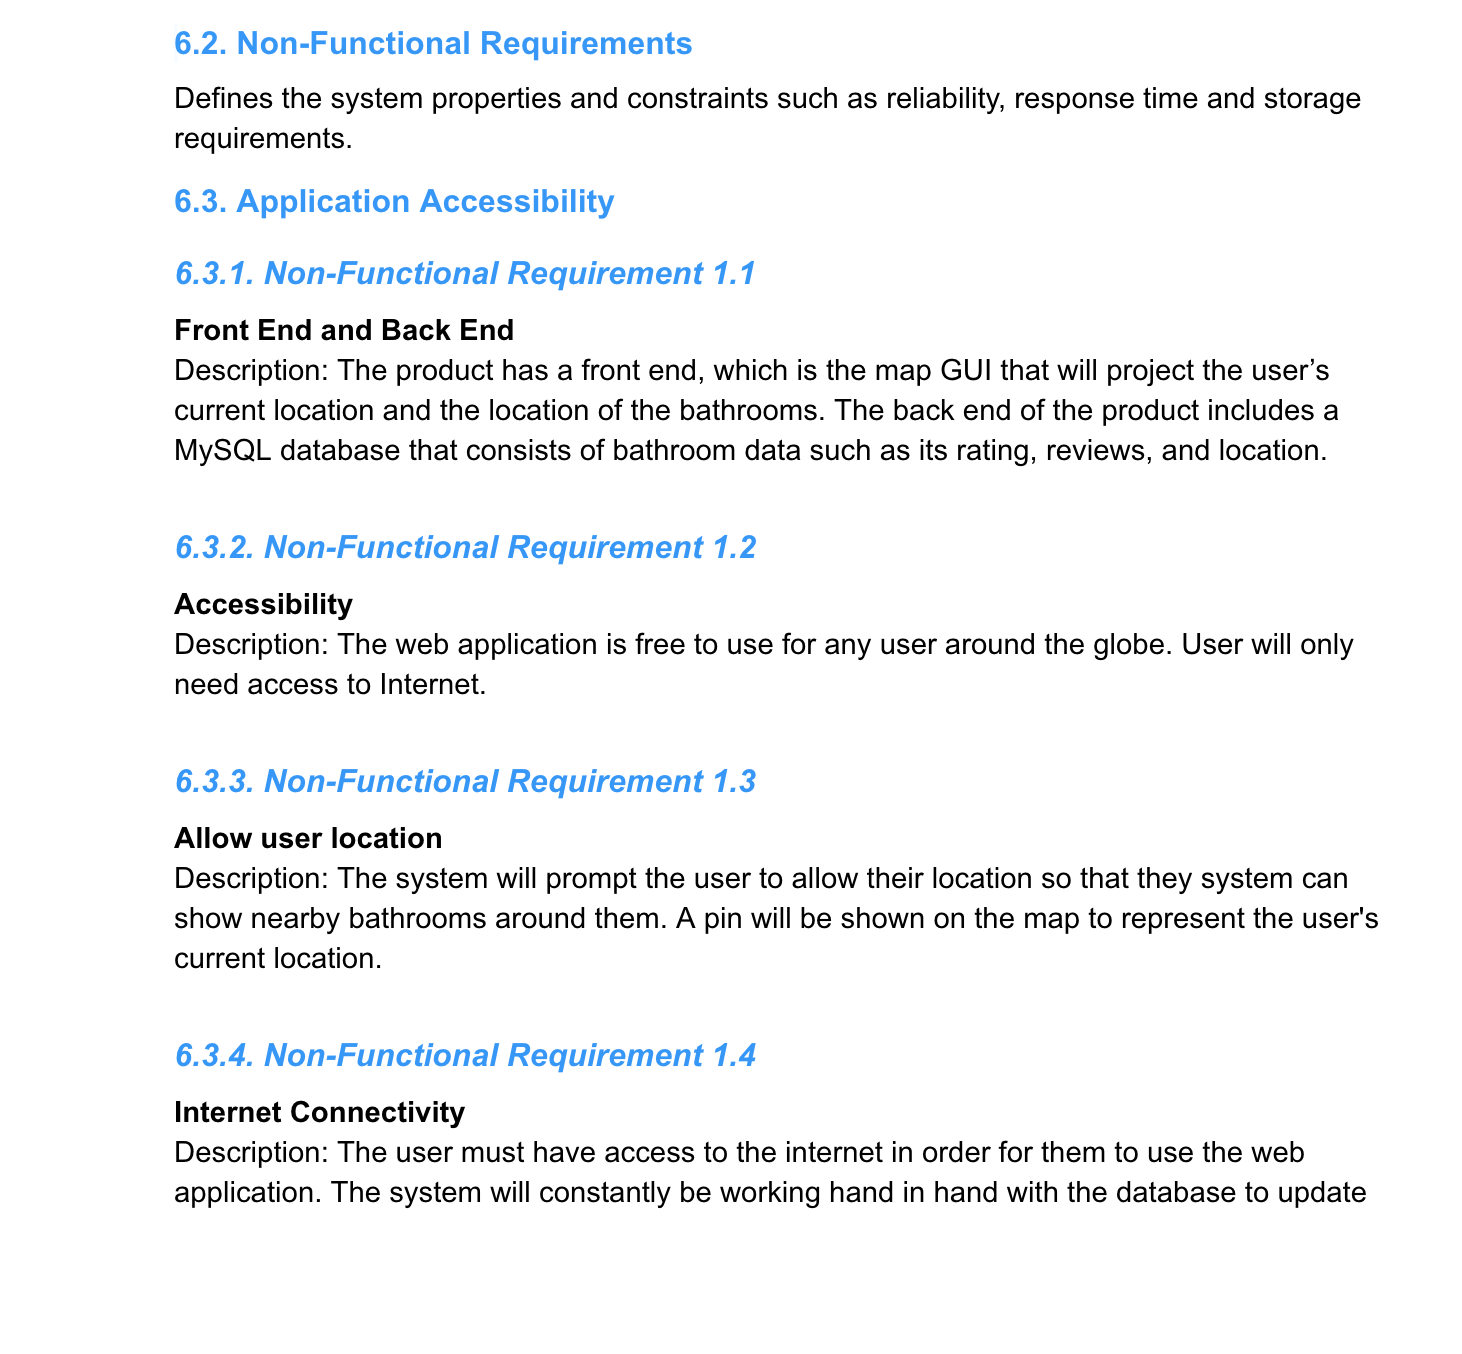 6.2. Non-Functional Requirements
Defines the system properties and constraints such as reliability, response time and storage
requirements.
6.3. Application Accessibility
6.3.1. Non-Functional Requirement 1.1
Front End and Back End
Description: The product has a front end, which is the map GUI that will project the user’s
current location and the location of the bathrooms. The back end of the product includes a
MySQL database that consists of bathroom data such as its rating, reviews, and location.
6.3.2. Non-Functional Requirement 1.2
Accessibility
Description: The web application is free to use for any user around the globe. User will only
need access to Internet.
6.3.3. Non-Functional Requirement 1.3
Allow user location
Description: The system will prompt the user to allow their location so that they system can
show nearby bathrooms around them. A pin will be shown on the map to represent the user's
current location.
6.3.4. Non-Functional Requirement 1.4
Internet Connectivity
Description: The user must have access to the internet in order for them to use the web
application. The system will constantly be working hand in hand with the database to update